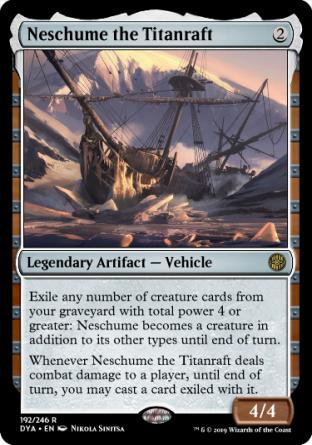 Neschume the Titanraft 2
Legendary Artifact — Vehicle
Exile any number of creature cards from
your graveyard with total power 4 or
greater: Neschume becomes a creature in
addition to its other types until end of turn.
Whenever Neschume the Titanraft deals
combat damage to a player, until end of
turn, you may cast a card exiled with it.
4/4
192/246 R
DYA • EN Nikola Sinitsa
™ & © 2019 Wizards of the Coast